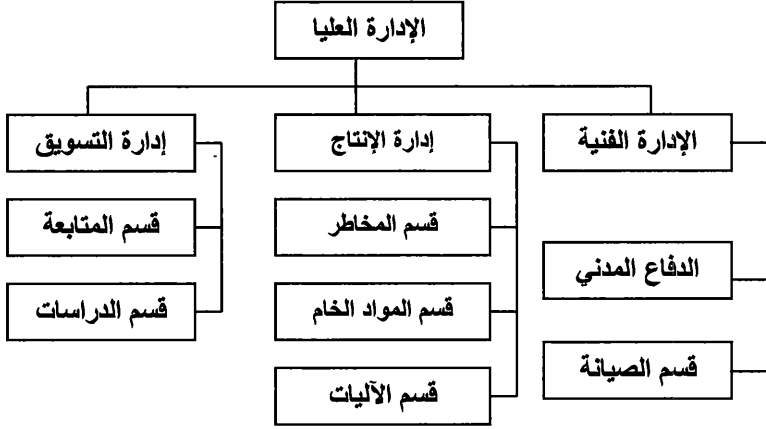 الإدارة العليا
الإدارة الفنية
إدارة الإنتاج
إدارة التسويق
قسم المخاطر
قسم المتابعة
الدفاع المدني
قسم المواد الخام
قسم الدراسات
قسم الصيانة
قسم الآليات